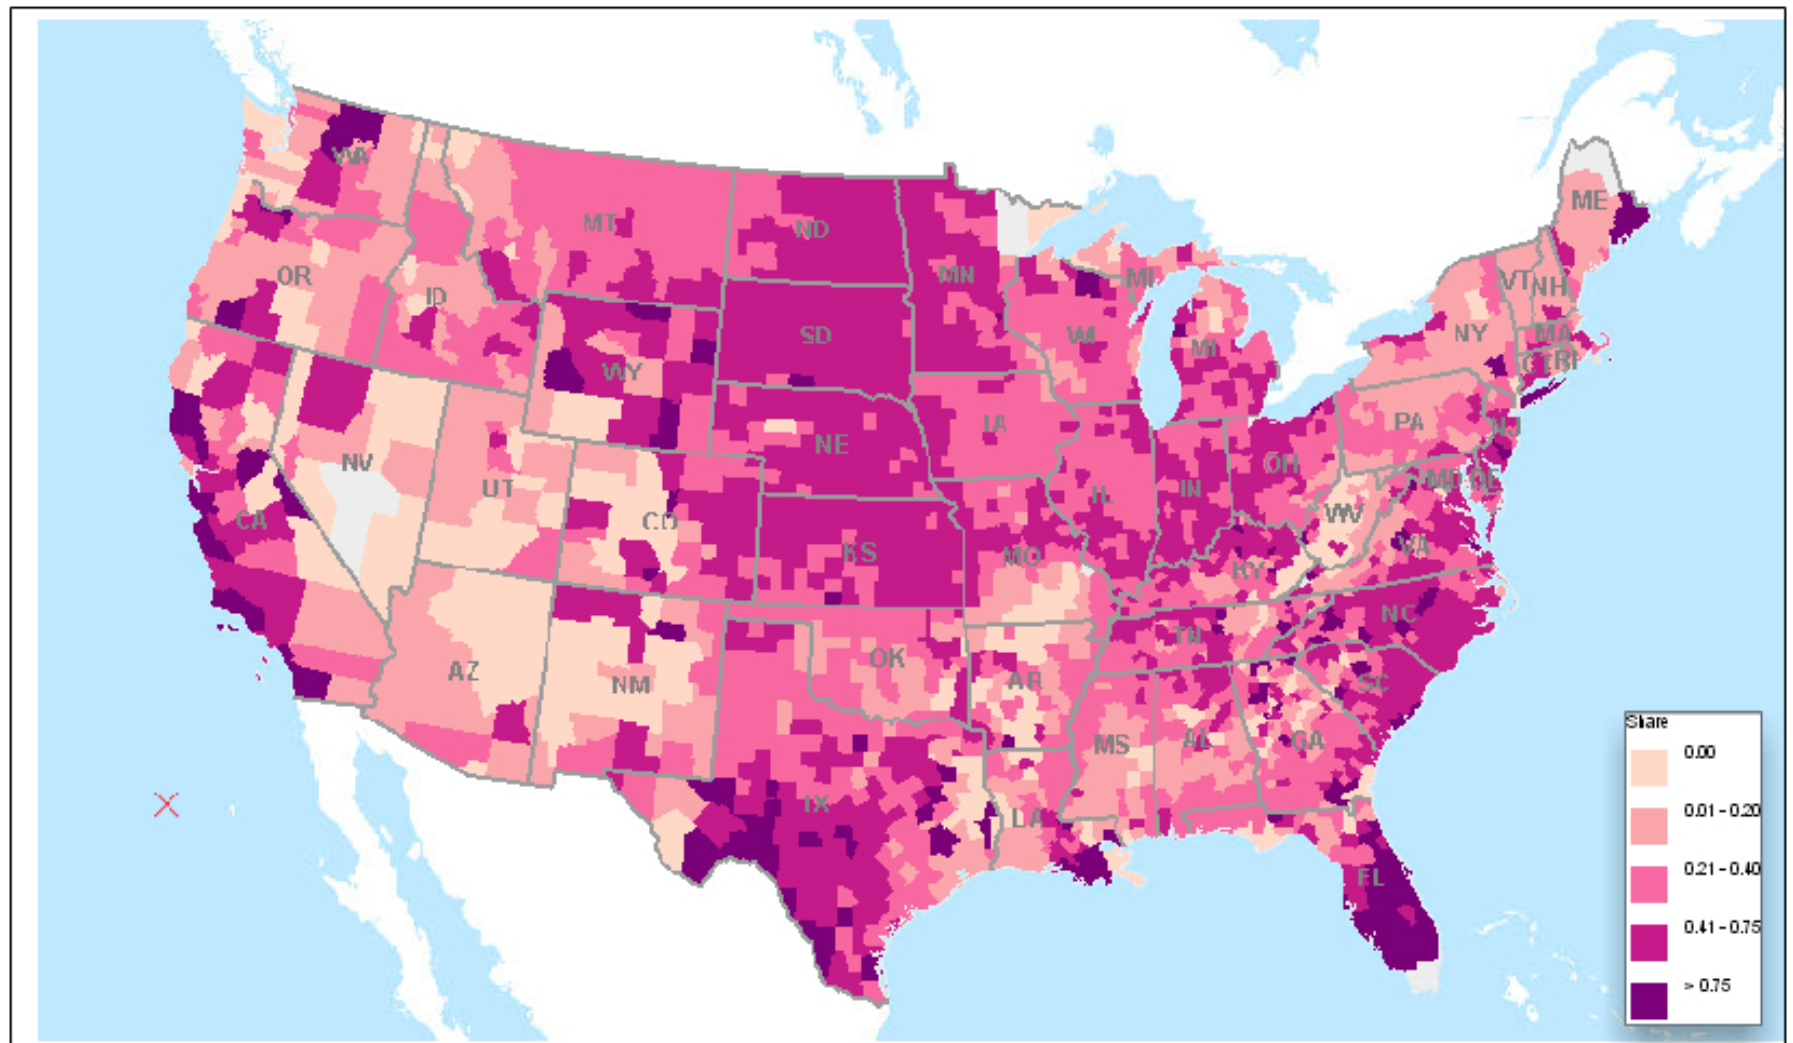 WA
MT
ND
ME
OR
ID
MN
MI
VT
NH
SD
WI
NY
MA
WY
MI
CT
RI
IA
PA
NE
NJ
NV
OH
UT
IL
IN
MD
DE
CA
CO
WV
KS
MO
VA
KY
NC
TN
OK
AZ
NM
AR
SC
MS
AL
GA
TX
LA
FL
Share
0.00
0.01 - 0.20
0.21 - 0.40
0.41 - 0.75
> 0.75